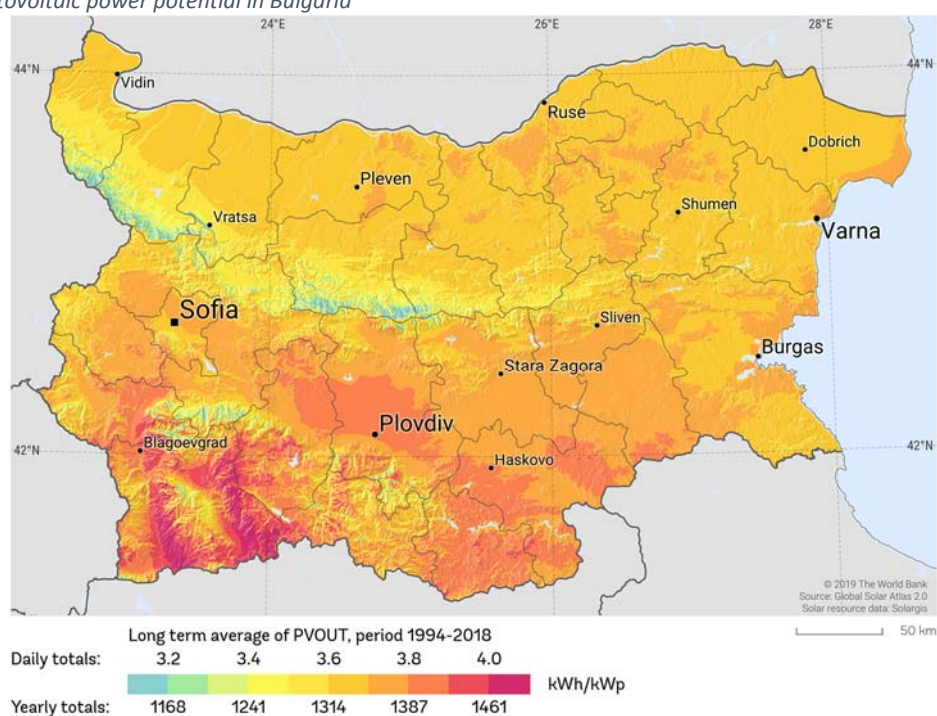 tovoltaic power potential in Bulgaria
24°E 26°E 28°E
44°N 44°N
Vidin
Ruse
Dobrich
Pleven
Shumen
Vratsa
Varna
Sofia
Sliven
Burgas
Stara Zagora
Plovdiv
42°N Blagoevgrad 42°N
Haskovo
© 2019 The World Bank
Source: Global Solar Atlas 2.0
Solar resource data: Solargis
Long term average of PVOUT, period 1994-2018 50 km
Daily totals: 3.2 3.4 3.6 3.8 4.0
kWh/kWp
Yearly totals: 1168 1241 1314 1387 1461